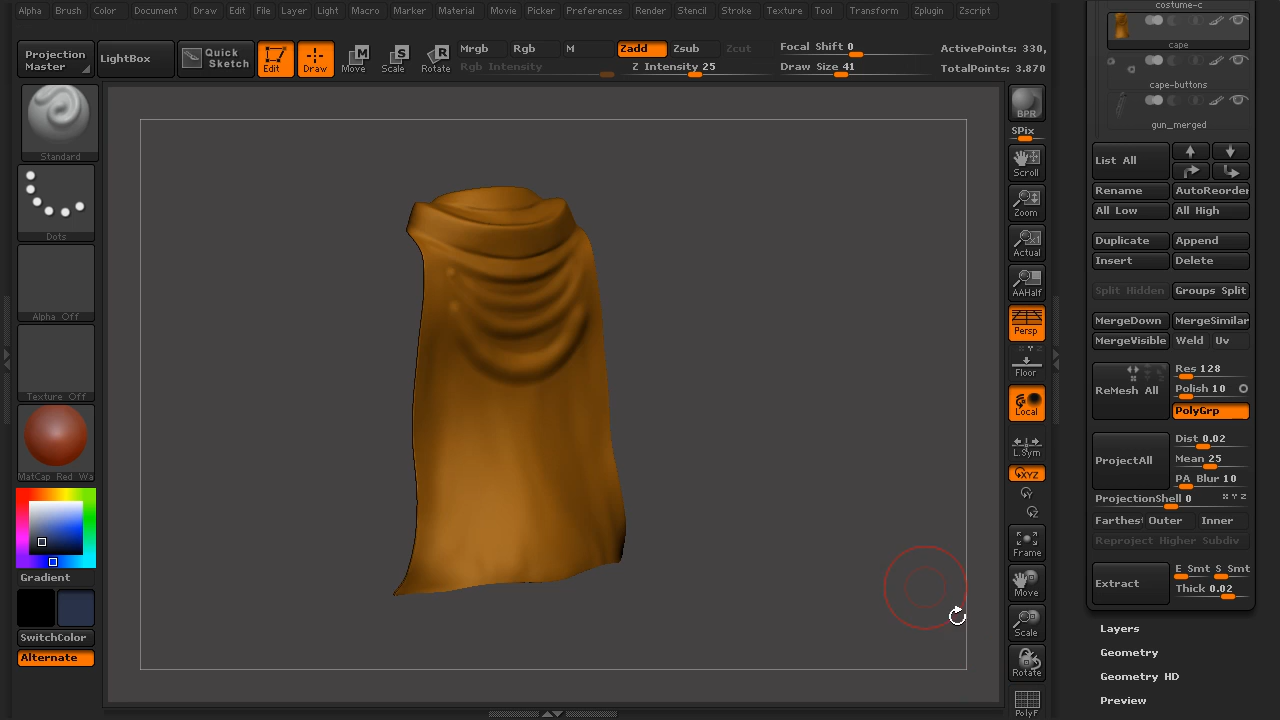 Alpha Brush Color Document Draw Edit File Layer Light Macro Marker Material Movie Picker Preferences Render Stencil Stroke Texture Tool Transform Zplugin Zscript
Projection Master
LightBox
Quick Sketch
Edit
Draw
Move
Scale
Rotate
Mrgb Rgb M Zadd Zsub Zcut
Rgb Intensity
Z Intensity 25
Focal Shift 0
Draw Size 41
ActivePoints: 330,
TotalPoints: 3.870
Standard
Dots
Alpha Off
Texture Off
MatCap Red Wa
Gradient
SwitchColor
Alternate
BPR
SPix
Scroll
Zoom
Actual
AAHalf
Persp
Floor
Local
L.Sym
XYZ
Y
Z
Frame
Move
Scale
Rotate
PolyF
costume-c
cape
cape-buttons
gun_merged
List All
Rename AutoReorder
All Low All High
Duplicate Append
Insert Delete
Split Hidden Groups Split
MergeDown MergeSimilar
MergeVisible Weld Uv
ReMesh All
Res 128
Polish 10
PolyGrp
ProjectAll
Dist 0.02
Mean 25
PA Blur 10
ProjectionShell 0 X Y Z
Farthest Outer Inner
Reproject Higher Subdiv
Extract
E Smt S Smt
Thick 0.02
Layers
Geometry
Geometry HD
Preview